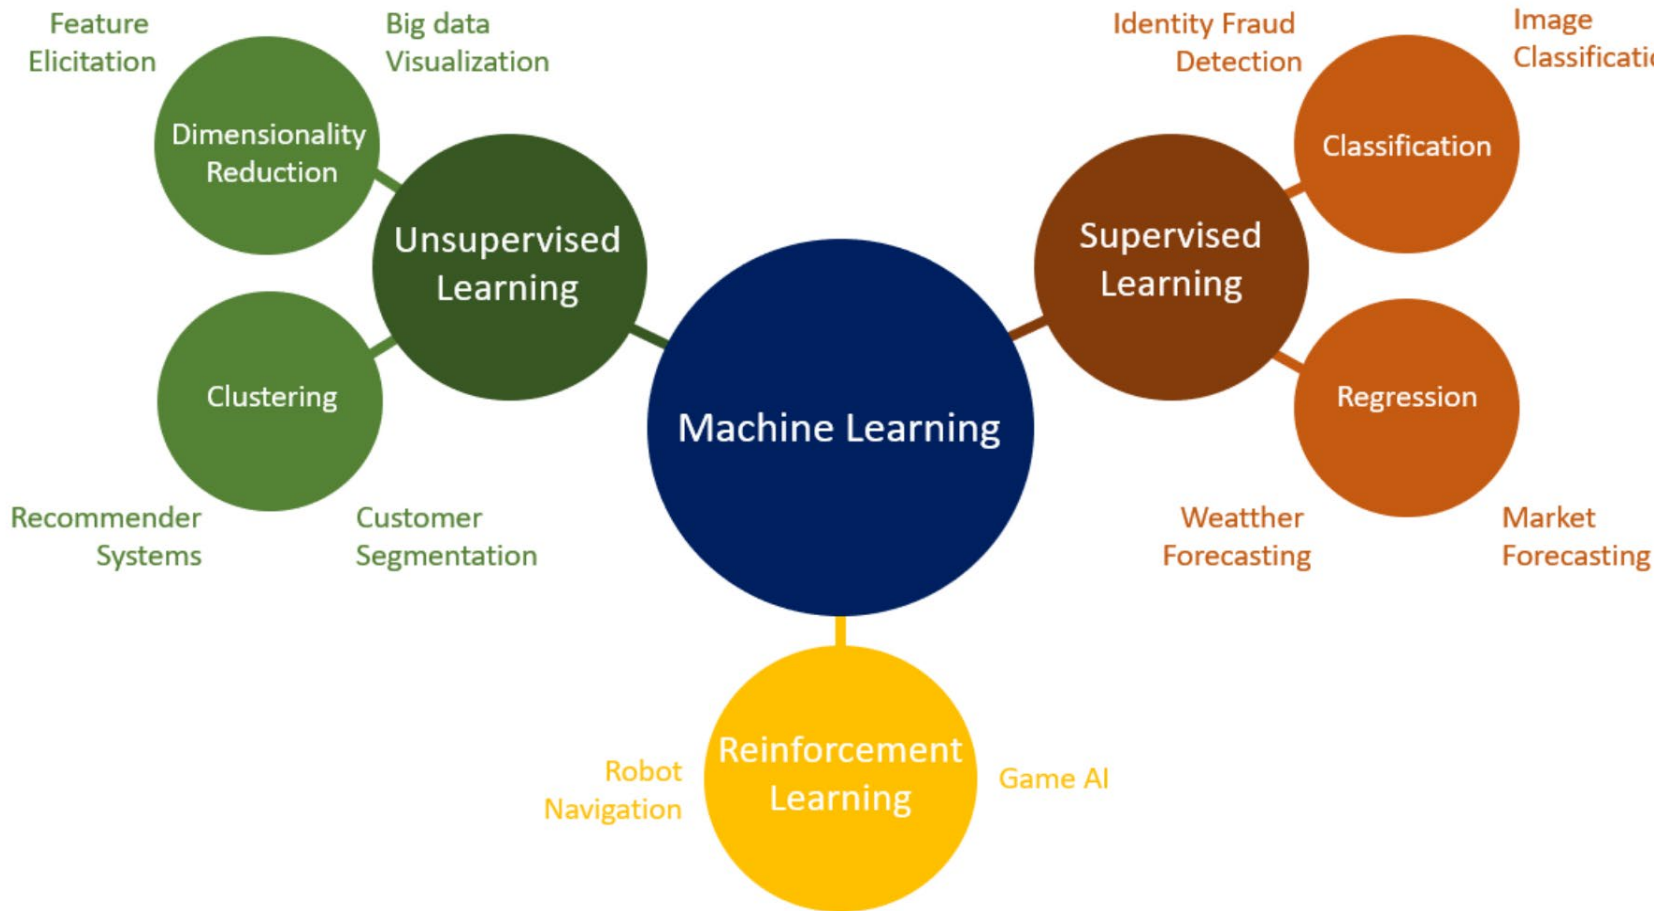 Feature
Elicitation
Big data
Visualization
Dimensionality
Reduction
Unsupervised
Learning
Clustering
Recommender
Systems
Customer
Segmentation
Machine Learning
Identity Fraud
Detection
Image
Classificatio
Classification
Supervised
Learning
Regression
Weatther
Forecasting
Market
Forecasting
Reinforcement
Learning
Robot
Navigation
Game AI